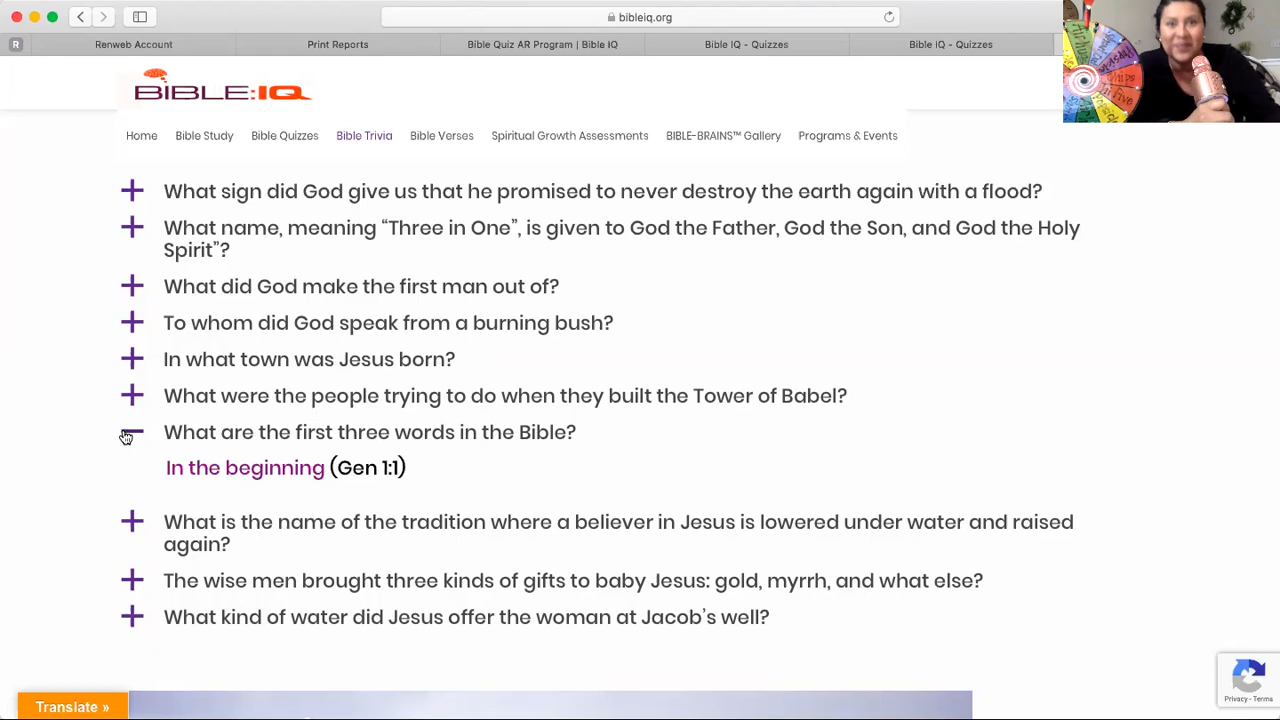 bibleiq.org
R
Renweb Account
Print Reports
Bible Quiz AR Program | Bible IQ
Bible IQ - Quizzes
Bible IQ - Quizzes
BIBLE:IQ
Home
Bible Study
Bible Quizzes
Bible Trivia
Bible Verses
Spiritual Growth Assessments
BIBLE-BRAINS™ Gallery
Programs & Events
What sign did God give us that he promised to never destroy the earth again with a flood?
What name, meaning “Three in One”, is given to God the Father, God the Son, and God the Holy
Spirit”?
What did God make the first man out of?
To whom did God speak from a burning bush?
In what town was Jesus born?
What were the people trying to do when they built the Tower of Babel?
What are the first three words in the Bible?
In the beginning (Gen 1:1)
What is the name of the tradition where a believer in Jesus is lowered under water and raised
again?
The wise men brought three kinds of gifts to baby Jesus: gold, myrrh, and what else?
What kind of water did Jesus offer the woman at Jacob’s well?
Translate »
Privacy - Terms